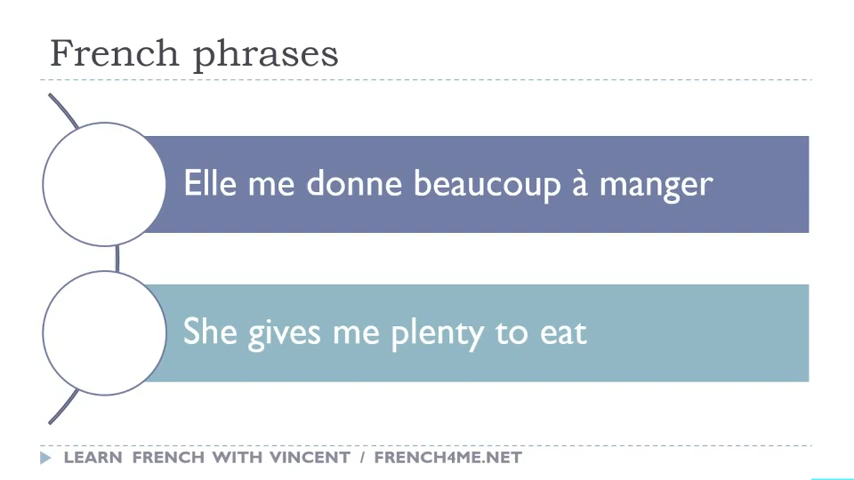 French phrases
Elle me donne beaucoup à manger
She gives me plenty to eat
LEARN FRENCH WITH VINCENT / FRENCH4ME.NET